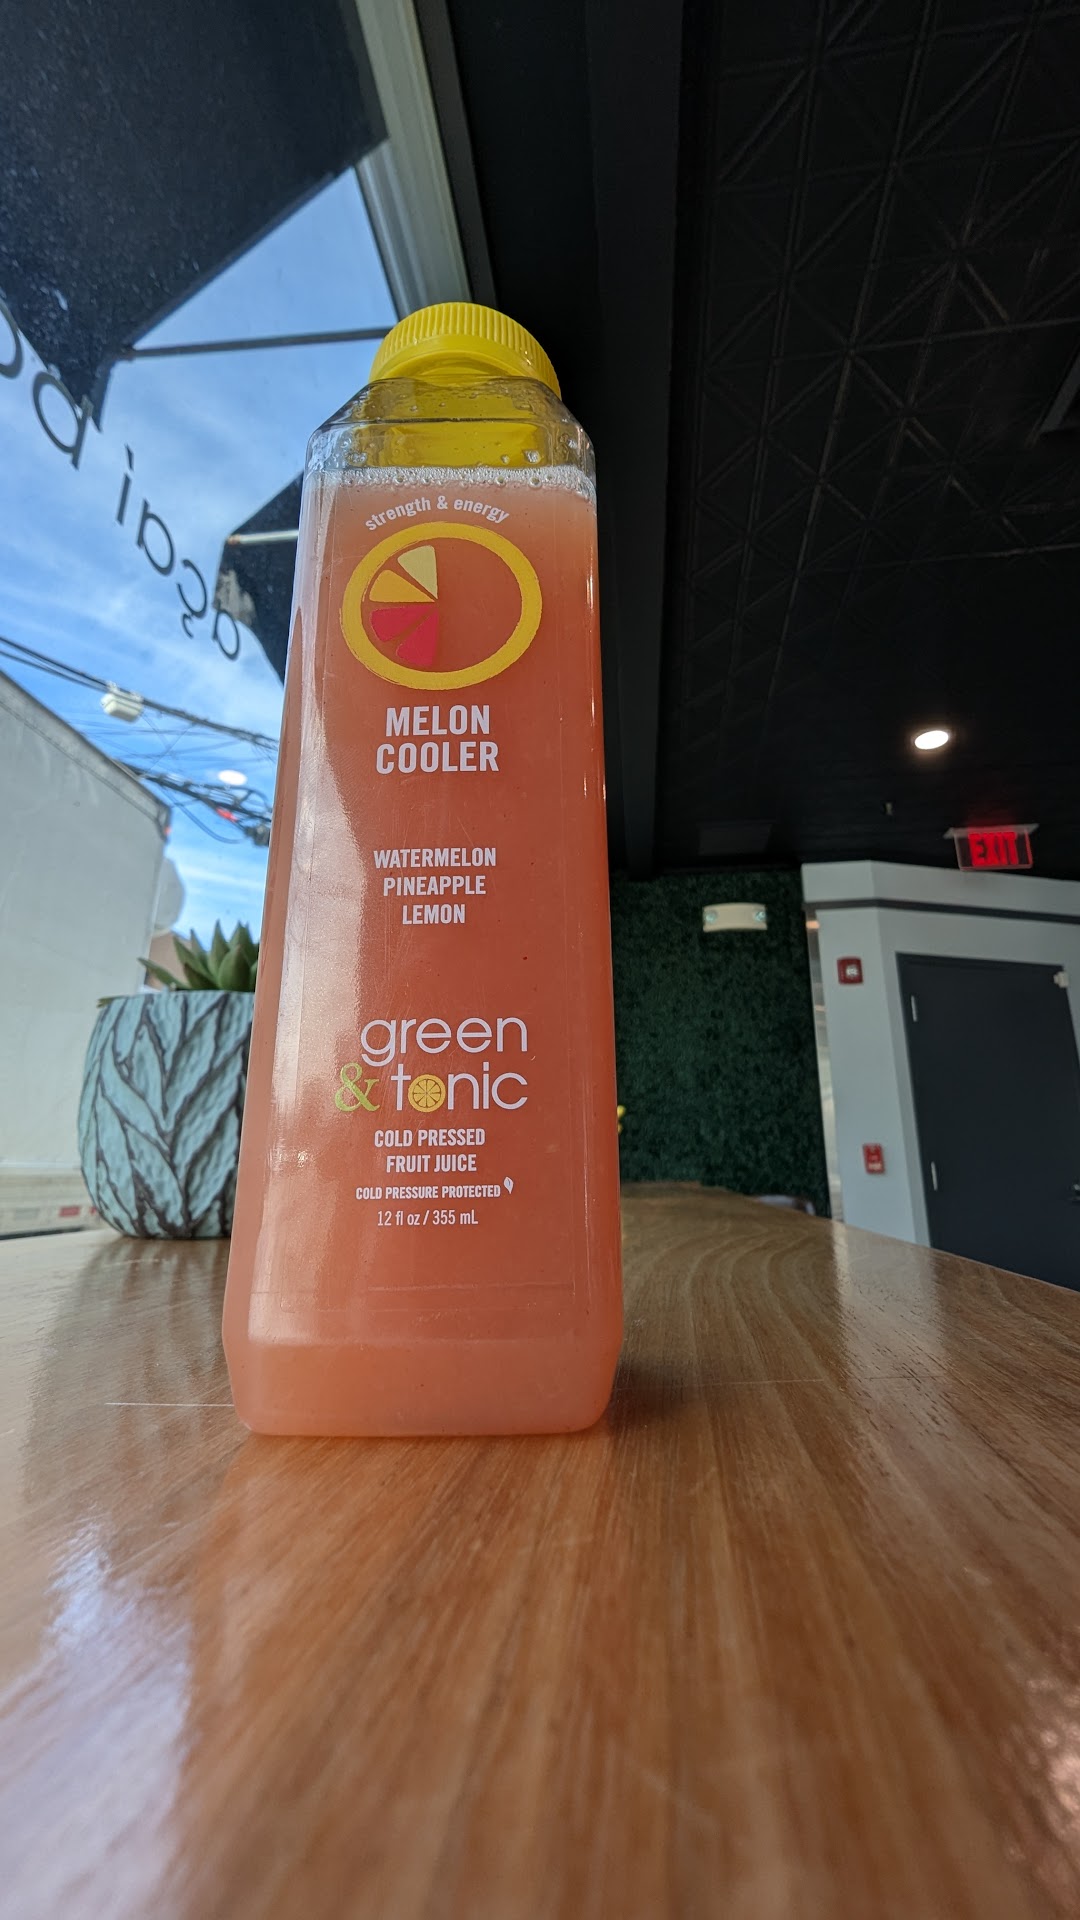 strength & energy
MELON
COOLER
WATERMELON
PINEAPPLE
LEMON
green
& tonic
COLD PRESSED
FRUIT JUICE
COLD PRESSURE PROTECTED
12 fl oz / 355 mL
açaí b
EXIT